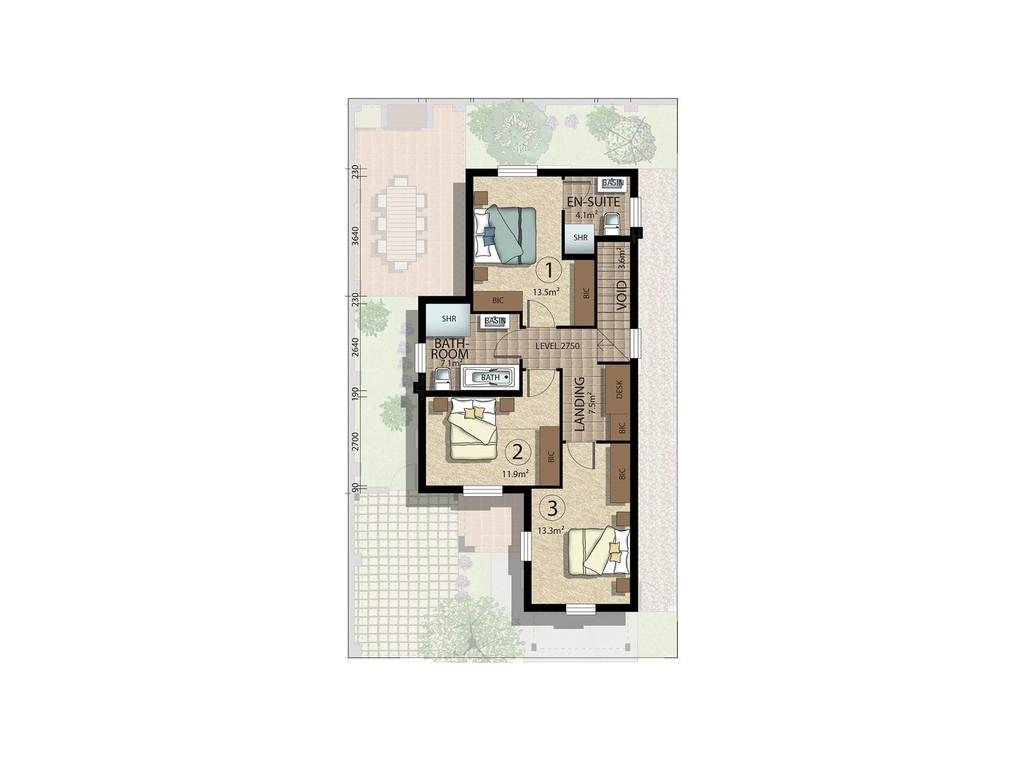 230
3640
230
2640
190
2700
90
BASIN
EN-SUITE
4.1m²
SHR
3.6m²
VOID
1
13.5m²
BIC
BIC
SHR
BASIN
BATH-
ROOM
7.1m²
BATH
LEVEL 2750
LANDING
7.5m²
DESK
BIC
2
11.9m²
BIC
BIC
3
13.3m²